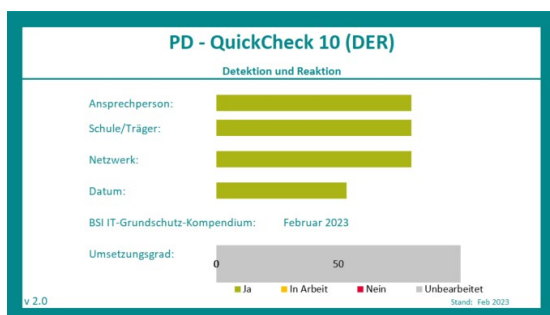 PD - QuickCheck 10 (DER)
Detektion und Reaktion
Ansprechperson:
Schule/Träger:
Netzwerk:
Datum:
BSI IT-Grundschutz-Kompendium: Februar 2023
Umsetzungsgrad:
0 50
Ja In Arbeit Nein Unbearbeitet
v 2.0 Stand: Feb 2023